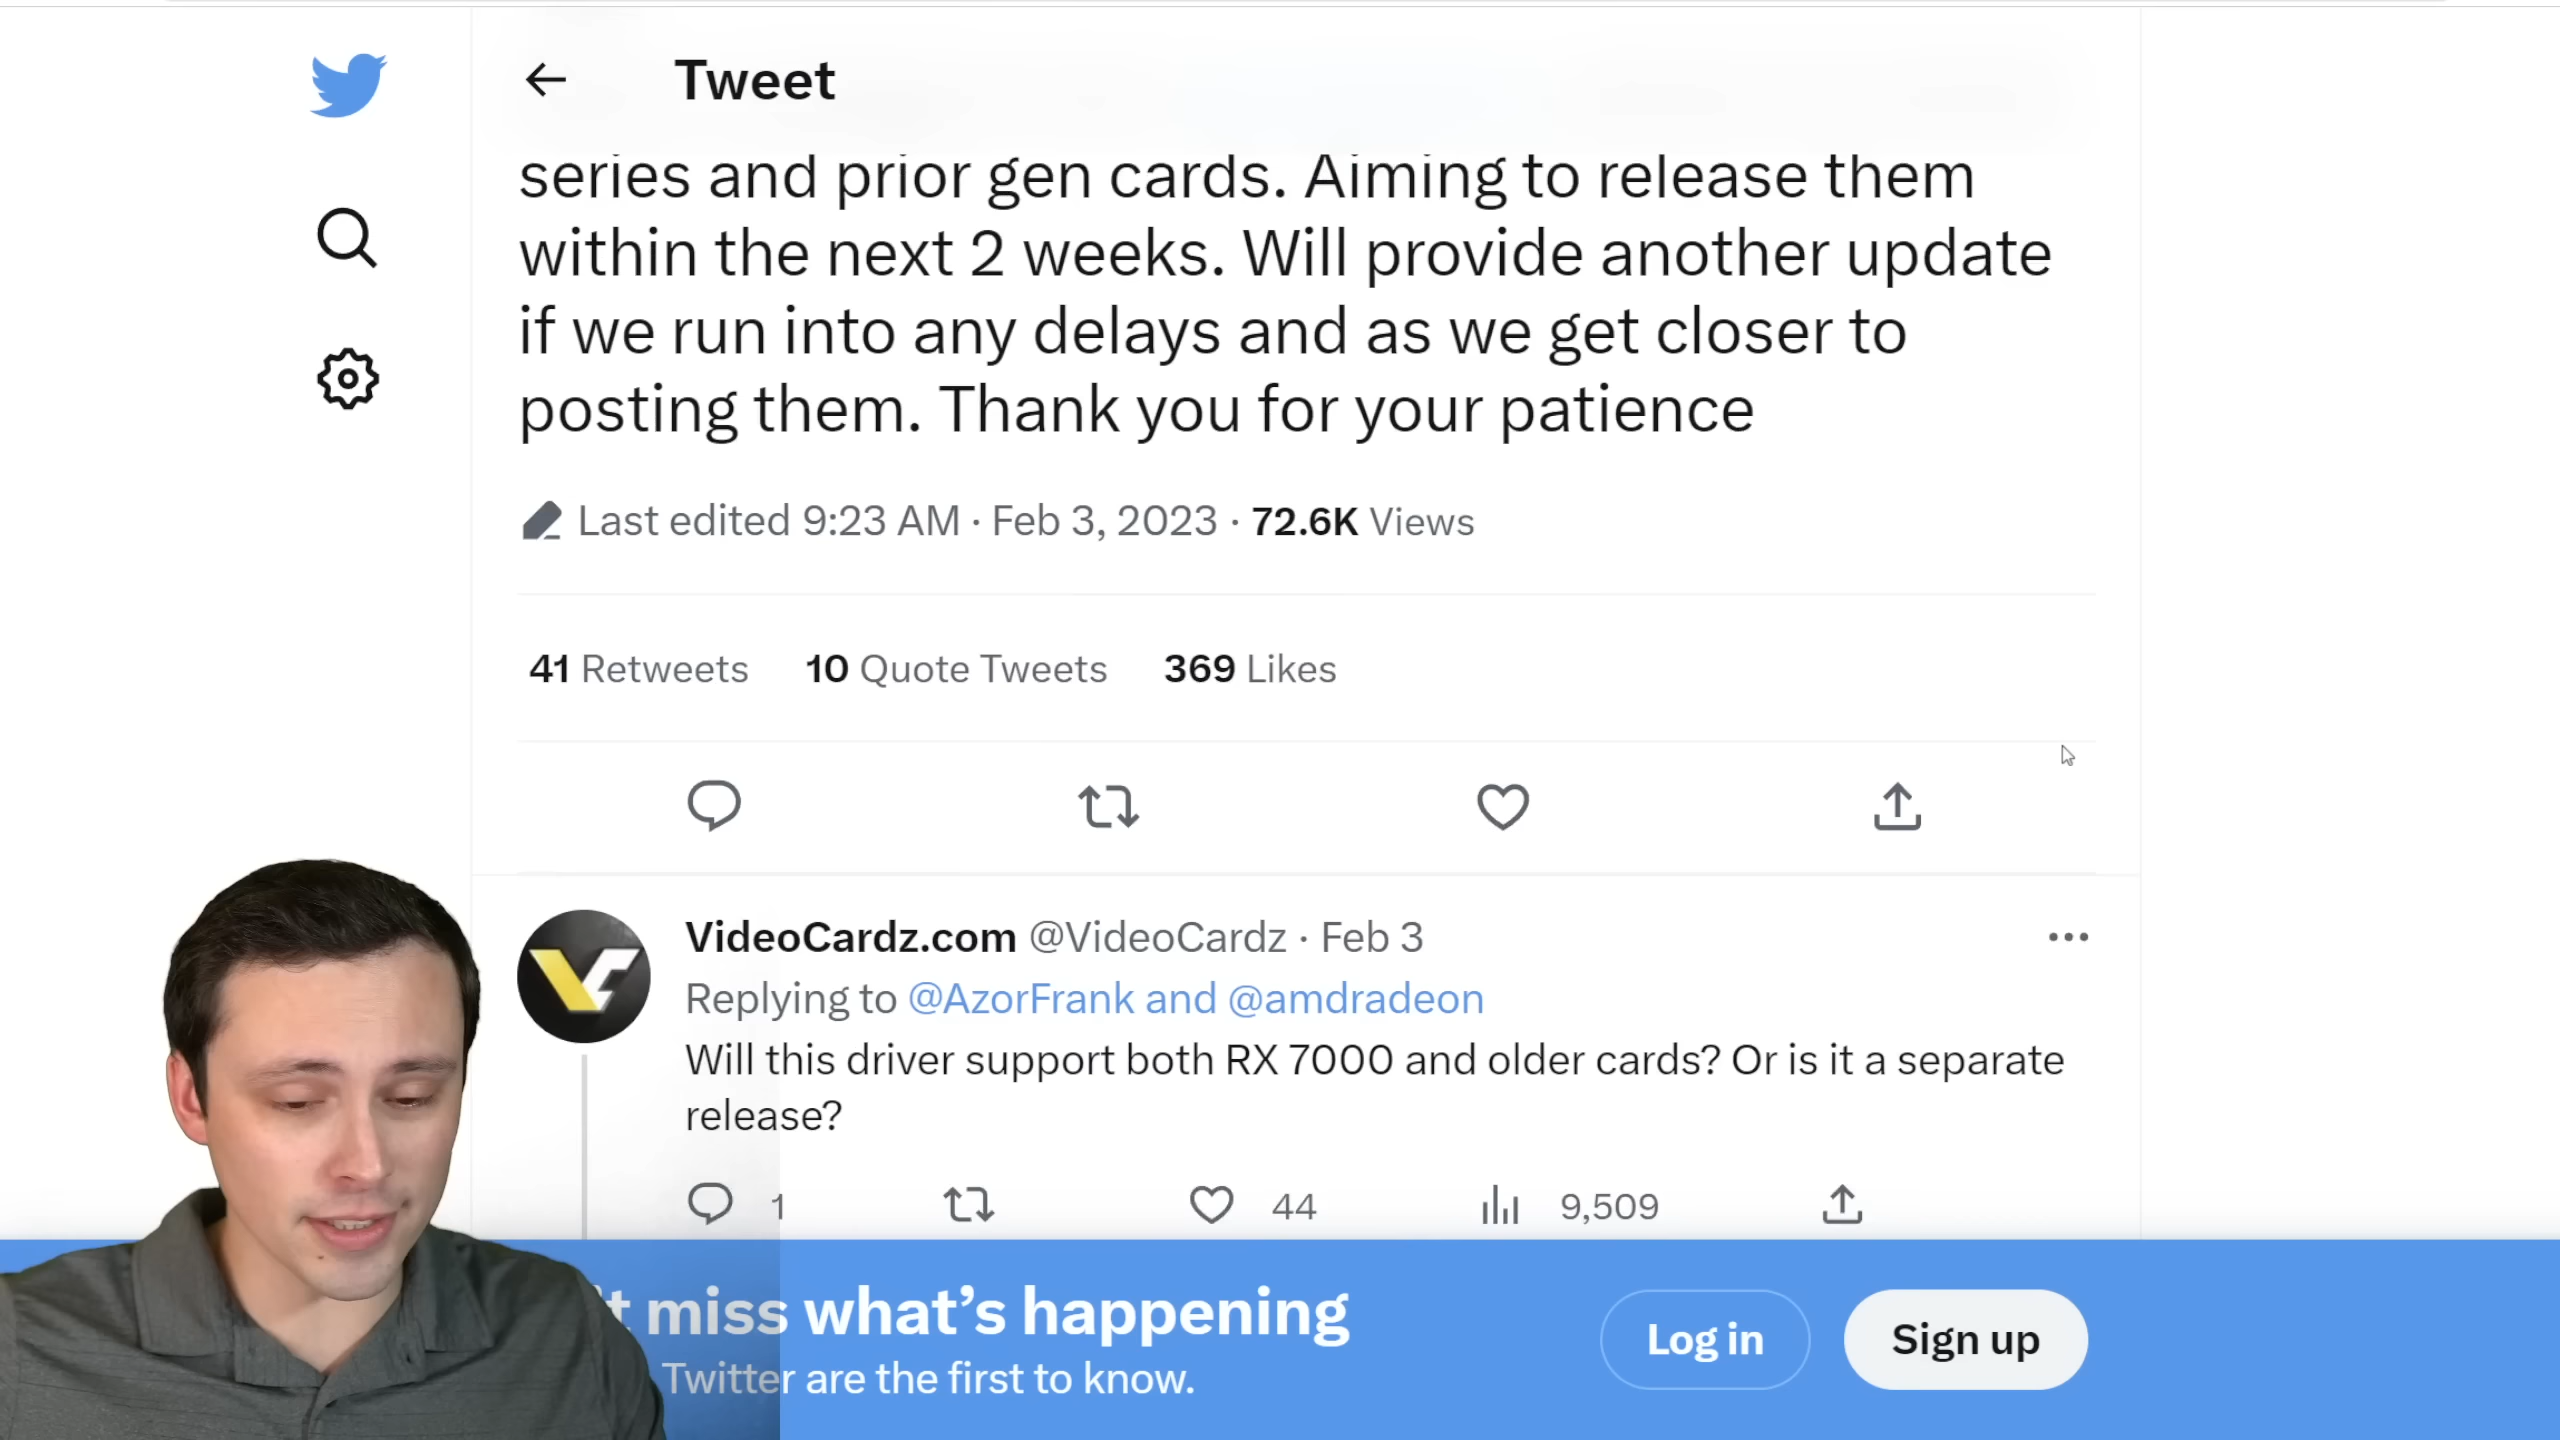 Tweet
series and prior gen cards. Aiming to release them
within the next 2 weeks. Will provide another update
if we run into any delays and as we get closer to
posting them. Thank you for your patience
Last edited 9:23 AM · Feb 3, 2023 · 72.6K Views
41 Retweets 10 Quote Tweets 369 Likes
VideoCardz.com @VideoCardz · Feb 3
Replying to @AzorFrank and @amdradeon
Will this driver support both RX 7000 and older cards? Or is it a separate
release?
1 44 9,509
't miss what's happening
Twitter are the first to know.
Log in
Sign up